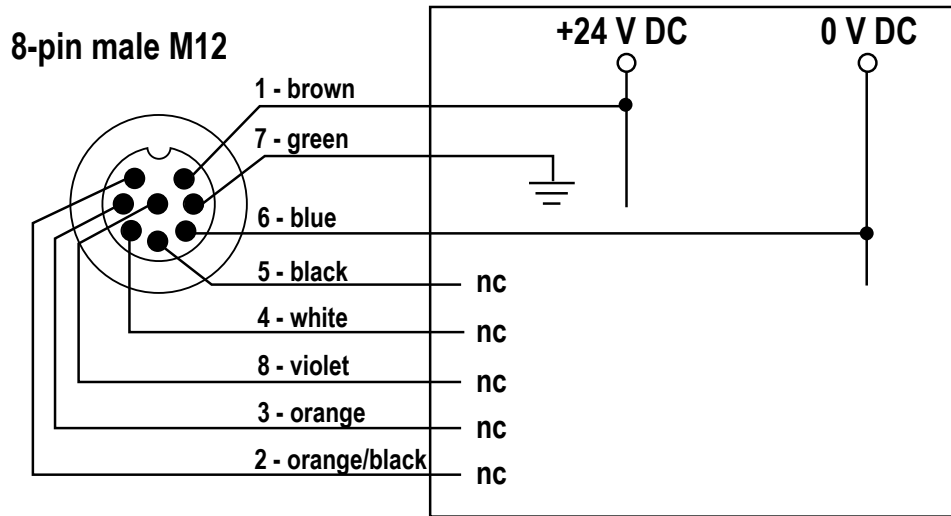 +24 V DC
0 V DC
8-pin male M12
1 - brown
7 - green
6 - blue
5 - black
nc
4 - white
nc
8 - violet
nc
3 - orange
nc
2 - orange/black
nc